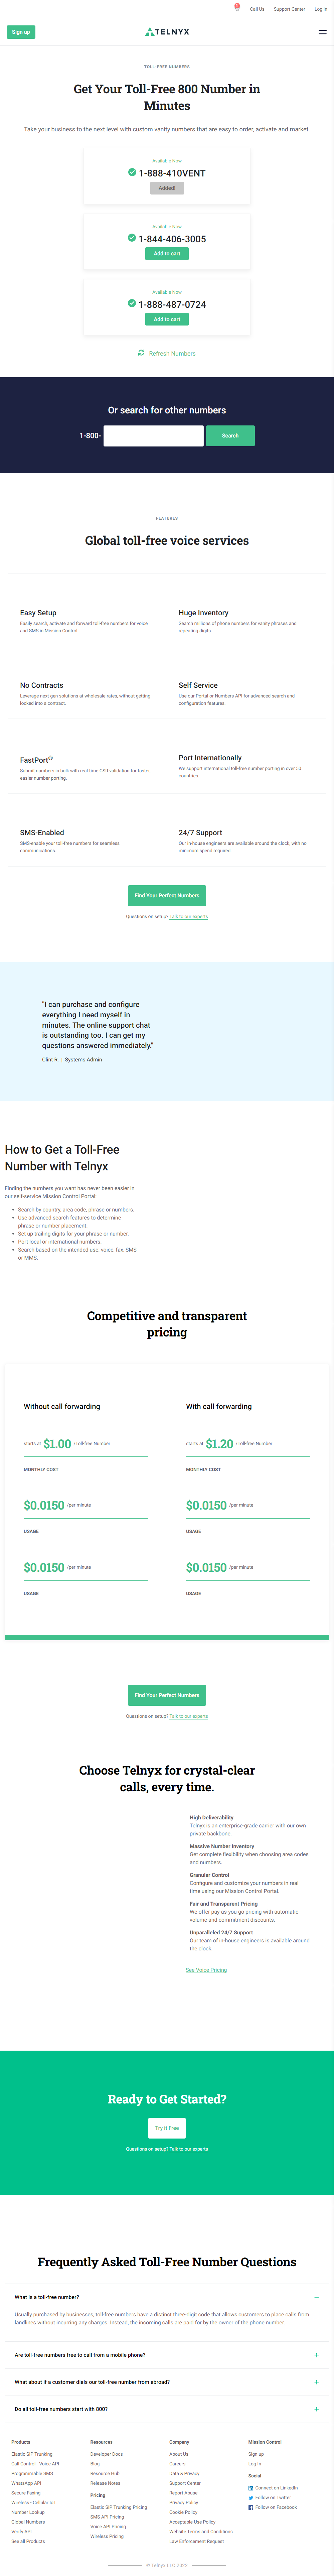 Call Us Support Center Log In
Sign up
TELNYX
TOLL-FREE NUMBERS
Get Your Toll-Free 800 Number in
Minutes
Take your business to the next level with custom vanity numbers that are easy to order, activate and market.
Available Now
1-888-410VENT
Added!
Available Now
1-844-406-3005
Add to cart
Available Now
1-888-487-0724
Add to cart
Refresh Numbers
Or search for other numbers
1-800-
Search
FEATURES
Global toll-free voice services
Easy Setup
Easily search, activate and forward toll-free numbers for voice
and SMS in Mission Control
Huge Inventory
Search millions of phone numbers for vanity phrases and
repeating digits.
No Contracts
Leverage next-gen solutions at wholesale rates, without getting
locked into a contract.
Self Service
Use our Portal or Numbers API for advanced search and
configuration features.
FastPort®
Submit numbers in bulk with real-time CSR validation for faster,
easier number porting.
Port Internationally
We support international toll-free number porting in over 50
countries.
SMS-Enabled
SMS-enable your toll-free numbers for seamless
communications.
24/7 Support
Our in-house engineers are available around the clock, with no
minimum spend required.
Find Your Perfect Numbers
Questions on setup? Talk to our experts
"I can purchase and configure
everything I need myself in
minutes. The online support chat
is outstanding too. I can get my
questions answered immediately."
Clint R. | Systems Admin
How to Get a Toll-Free
Number with Telnyx
Finding the numbers you want has never been easier in
our self-service Mission Control Portal
• Search by country, area code, phrase or numbers.
• Use advanced search features to determine
phrase or number placement.
• Set up trailing digits for your phrase or number.
• Port local or international numbers.
• Search based on the intended use: voice, fax, SMS
or MMS.
Competitive and transparent
pricing
Without call forwarding
starts at $1.00 /Toll-free Number
MONTHLY COST
$0.0150 /per minute
USAGE
$0.0150 /per minute
USAGE
With call forwarding
starts at $1.20 /Toll-free Number
MONTHLY COST
$0.0150 /per minute
USAGE
$0.0150 /per minute
USAGE
Find Your Perfect Numbers
Questions on setup? Talk to our experts
Choose Telnyx for crystal-clear
calls, every time.
High Deliverability
Telnyx is an enterprise-grade carrier with our own
private backbone.
Massive Number Inventory
Get complete flexibility when choosing area codes
and numbers.
Granular Control
Configure and customize your numbers in real
time using our Mission Control Portal.
Fair and Transparent Pricing
We offer pay-as-you-go pricing with automatic
volume and commitment discounts.
Unparalleled 24/7 Support
Our team of in-house engineers is available around
the clock.
See Voice Pricing
Ready to Get Started?
Try It Free
Questions on setup? Talk to our experts
Frequently Asked Toll-Free Number Questions
What is a toll-free number?
Usually purchased by businesses, toll-free numbers have a distinct three-digit code that allows customers to place calls from
landlines without incurring any charges. Instead, the incoming calls are paid for by the owner of the phone number.
Are toll-free numbers free to call from a mobile phone?
What about if a customer dials our toll-free number from abroad?
Do all toll-free numbers start with 800?
Products
Elastic SIP Trunking
Call-Control - Voice API
Programmable SMS
WhatsApp API
Secure Faxing
Wireless - Cellular IoT
Number Lookup
Global Numbers
Verify API
See all Products
Resources
Developer Docs
Blog
Resource Hub
Release Notes
Pricing
Elastic SIP Trunking Pricing
SMS API Pricing
Voice API Pricing
Wireless Pricing
Company
About Us
Careers
Data & Privacy
Support Center
Report Abuse
Privacy Policy
Cookie Policy
Acceptable Use Policy
Website Terms and Conditions
Law Enforcement Request
Mission Control
Sign up
Log In
Social
Connect on LinkedIn
Follow on Twitter
Follow on Facebook
© Telnyx LLC 2022